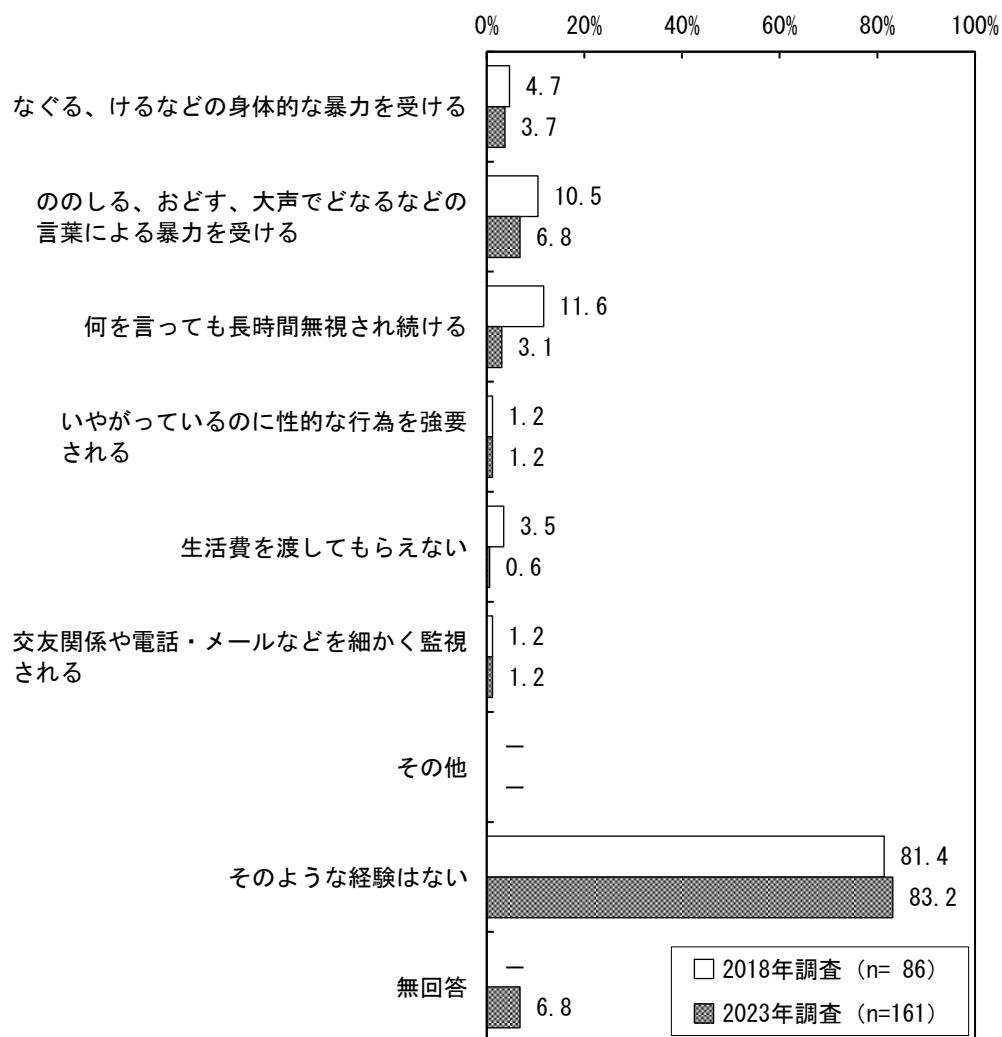 0% 20% 40% 60% 80% 100%
なぐる、けるなどの身体的な暴力を受ける
4.7
3.7
ののしる、おどす、大声でどなるなどの
言葉による暴力を受ける
10.5
6.8
何を言っても長時間無視され続ける
11.6
3.1
いやがっているのに性的な行為を強要
される
1.2
1.2
生活費を渡してもらえない
3.5
0.6
交友関係や電話・メールなどを細かく監視
される
1.2
1.2
その他
―
―
そのような経験はない
81.4
83.2
無回答
―
6.8
2018年調査（n= 86）
2023年調査（n=161）